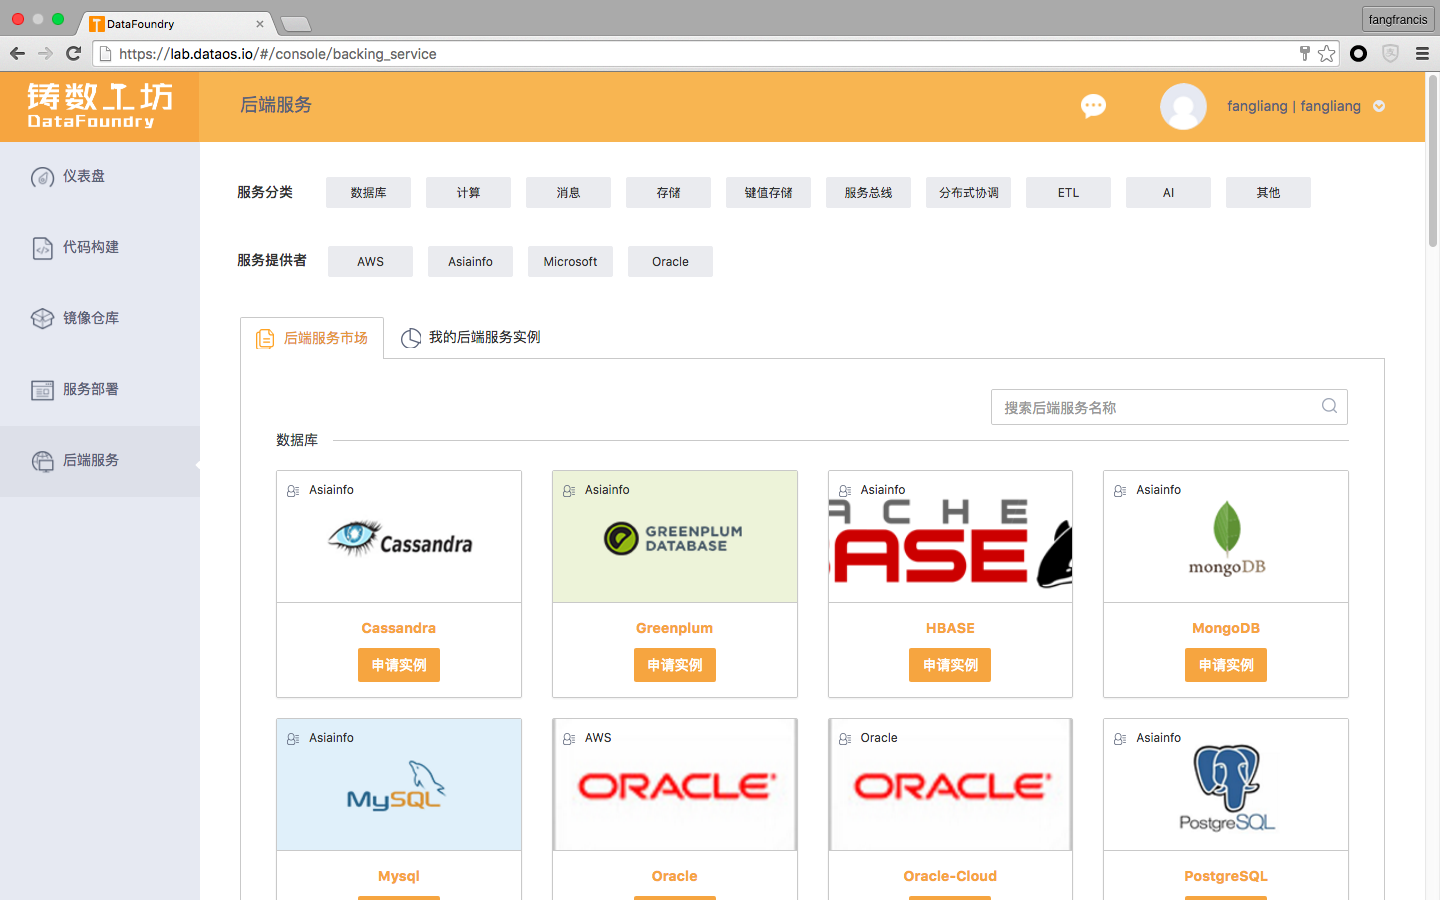 DataFoundry
fangfrancis
https://lab.dataos.io/#/console/backing_service
铸数工坊
DataFoundry
后端服务
fangliang | fangliang
仪表盘
代码构建
镜像仓库
服务部署
后端服务
服务分类 数据库 计算 消息 存储 键值存储 服务总线 分布式协调 ETL AI 其他
服务提供者 AWS Asiainfo Microsoft Oracle
后端服务市场 我的后端服务实例
搜索后端服务名称
数据库
Asiainfo
Cassandra
Cassandra
申请实例
Asiainfo
GREENPLUM
DATABASE
Greenplum
申请实例
Asiainfo
ACHE
BASE
HBASE
申请实例
Asiainfo
mongoDB
MongoDB
申请实例
Asiainfo
MySQL
Mysql
AWS
ORACLE
Oracle
Oracle
ORACLE
Oracle-Cloud
Asiainfo
PostgreSQL
PostgreSQL